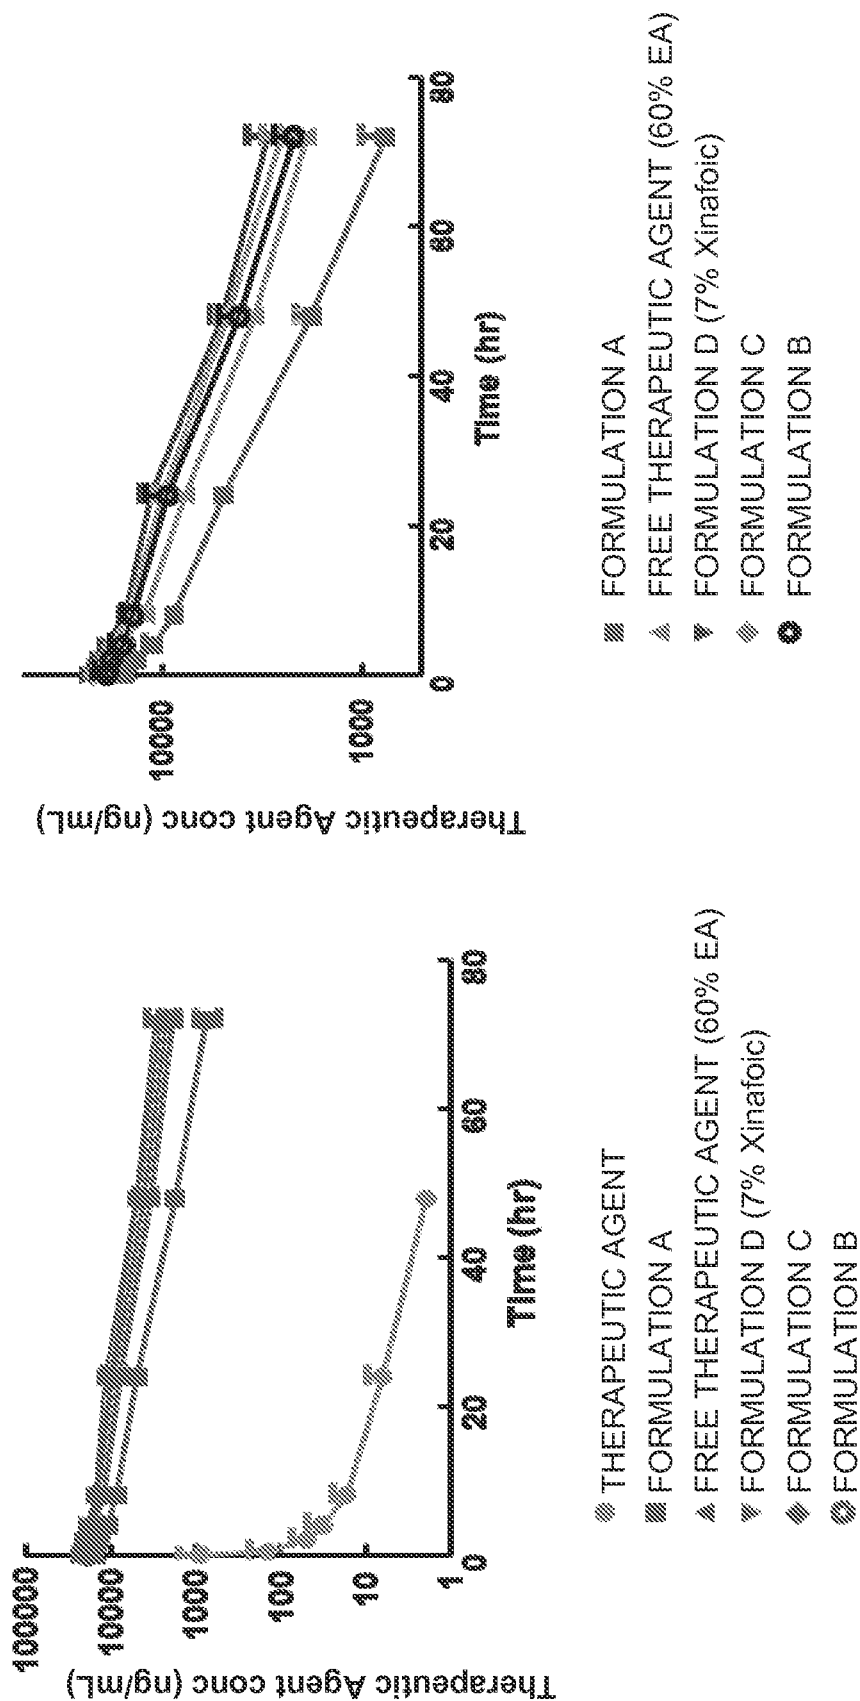 Therapeutic Agent conc (ng/mL)
100000
10000
1000
100
10
1
0
20
40
60
80
Time (hr)
THERAPEUTIC AGENT
FORMULATION A
FREE THERAPEUTIC AGENT (60% EA)
FORMULATION D (7% Xinafoic)
FORMULATION C
FORMULATION B
Therapeutic Agent conc (ng/mL)
10000
1000
0
20
40
80
80
Time (hr)
FORMULATION A
FREE THERAPEUTIC AGENT (60% EA)
FORMULATION D (7% Xinafoic)
FORMULATION C
FORMULATION B